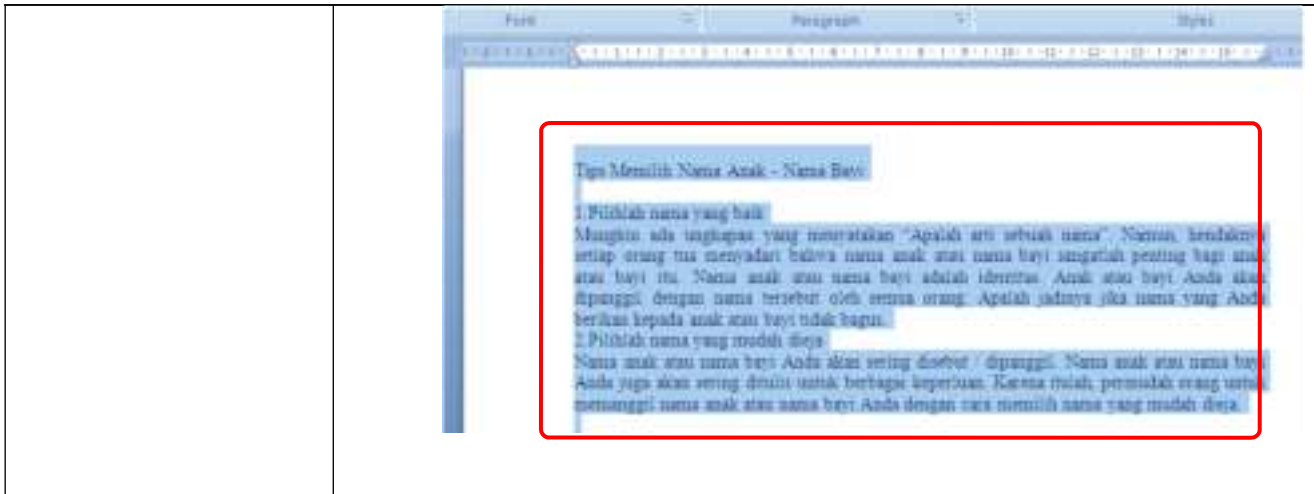 Font Paragraph Styles
Tips Memilih Nama Anak - Nama Bayi
1.Pilihlah nama yang baik
Mungkin ada ungkapan yang menyatakan "Apalah arti sebuah nama". Namun, hendaknya
setiap orang tua menyadari bahwa nama anak atau nama bayi sangatlah penting bagi anak
atau bayi itu. Nama anak atau nama bayi adalah identitas. Anak atau bayi Anda akan
dipanggil dengan nama tersebut oleh semua orang. Apalah jadinya jika nama yang Anda
berikan kepada anak atau bayi tidak bagus.
2.Pilihlah nama yang mudah dieja
Nama anak atau nama bayi Anda akan sering disebut / dipanggil. Nama anak atau nama bayi
Anda juga akan sering ditulis untuk berbagai keperluan. Karena itulah, permudah orang untuk
memanggil nama anak atau nama bayi Anda dengan cara memilih nama yang mudah dieja.